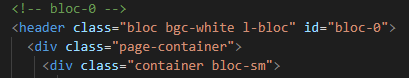 <!-- bloc-0 -->
<header class="bloc bgc-white l-bloc" id="bloc-0">
<div class="page-container">
<div class="container bloc-sm">